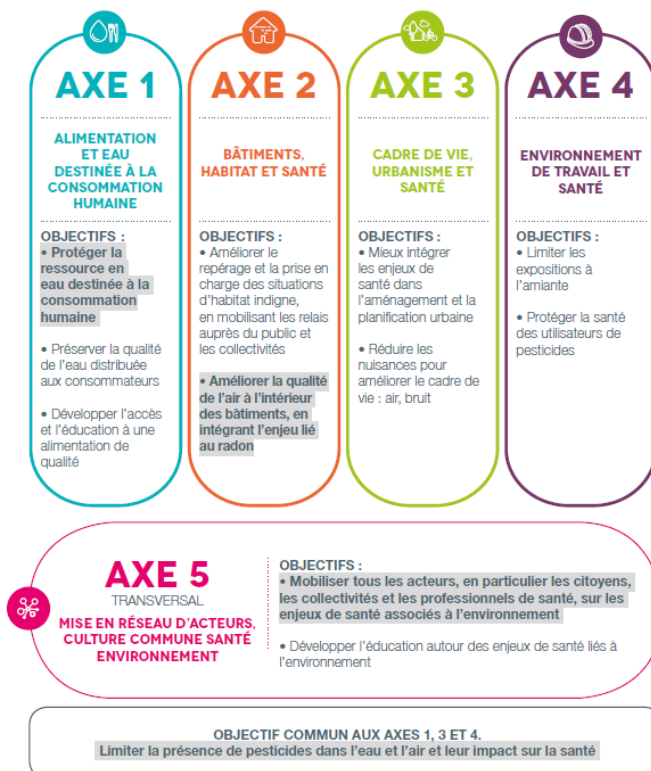 AXE 1
ALIMENTATION
ET EAU
DESTINÉE À LA
CONSOMMATION
HUMAINE
OBJECTIFS :
• Protéger la
ressource en
eau destinée à la
consommation
humaine
• Préserver la qualité
de l'eau distribuée
aux consommateurs
• Développer l'accès
et l'éducation à une
alimentation de
qualité
AXE 2
BÂTIMENTS,
HABITAT ET SANTÉ
OBJECTIFS :
• Améliorer le
repérage et la prise en
charge des situations
d'habitat indigne,
en mobilisant les relais
auprès du public et
les collectivités
• Améliorer la qualité
de l'air à l'intérieur
des bâtiments, en
intégrant l'enjeu lié
au radon
AXE 3
CADRE DE VIE,
URBANISME ET
SANTÉ
OBJECTIFS :
• Mieux intégrer
les enjeux de
santé dans
l'aménagement et la
planification urbaine
• Réduire les
nuisances pour
améliorer le cadre de
vie : air, bruit
AXE 4
ENVIRONNEMENT
DE TRAVAIL ET
SANTÉ
OBJECTIFS :
• Limiter les
expositions à
l'amiante
• Protéger la santé
des utilisateurs de
pesticides
AXE 5
TRANSVERSAL
MISE EN RÉSEAU D'ACTEURS,
CULTURE COMMUNE SANTÉ
ENVIRONNEMENT
OBJECTIFS :
• Mobiliser tous les acteurs, en particulier les citoyens,
les collectivités et les professionnels de santé, sur les
enjeux de santé associés à l'environnement
• Développer l'éducation autour des enjeux de santé liés à
l'environnement
OBJECTIF COMMUN AUX AXES 1, 3 ET 4.
Limiter la présence de pesticides dans l'eau et l'air et leur impact sur la santé